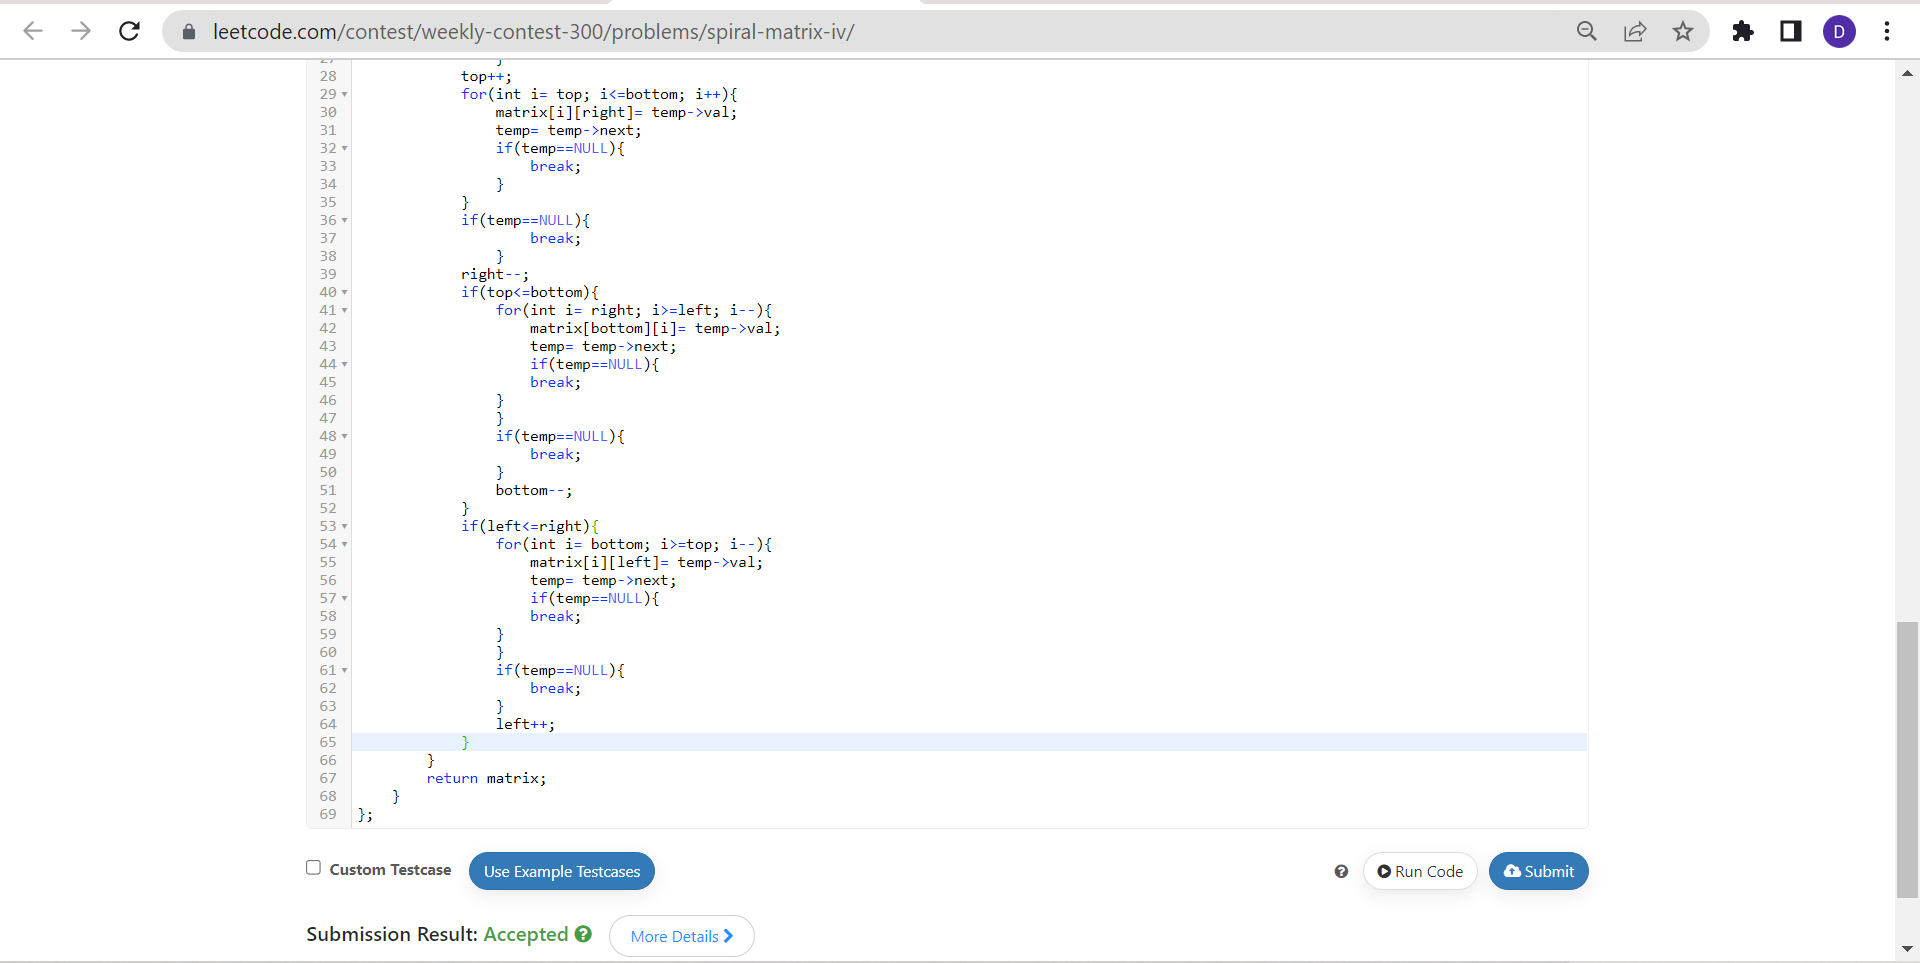 leetcode.com/contest/weekly-contest-300/problems/spiral-matrix-iv/
D
27 }
28 top++;
29 for(int i= top; i<=bottom; i++){
30 matrix[i][right]= temp->val;
31 temp= temp->next;
32 if(temp==NULL){
33 break;
34 }
35 }
36 if(temp==NULL){
37 break;
38 }
39 right--;
40 if(top<=bottom){
41 for(int i= right; i>=left; i--){
42 matrix[bottom][i]= temp->val;
43 temp= temp->next;
44 if(temp==NULL){
45 break;
46 }
47 }
48 if(temp==NULL){
49 break;
50 }
51 bottom--;
52 }
53 if(left<=right){
54 for(int i= bottom; i>=top; i--){
55 matrix[i][left]= temp->val;
56 temp= temp->next;
57 if(temp==NULL){
58 break;
59 }
60 }
61 if(temp==NULL){
62 break;
63 }
64 left++;
65 }
66 }
67 return matrix;
68 }
69 };
Custom Testcase Use Example Testcases ? Run Code Submit
Submission Result: Accepted ? More Details